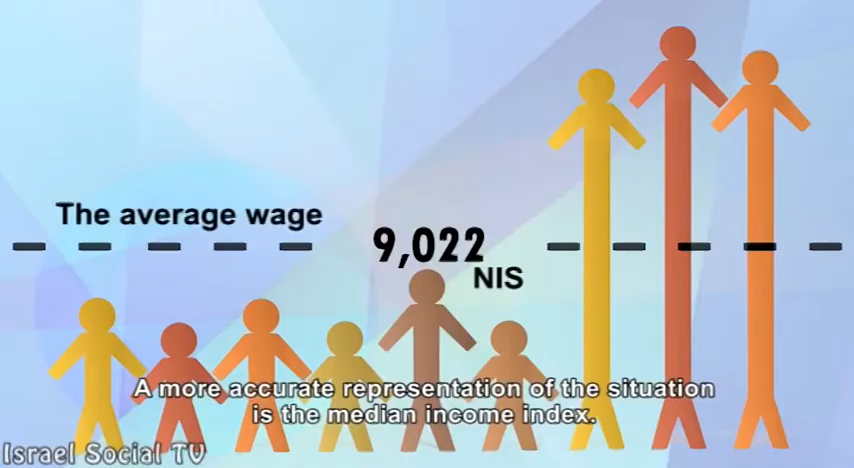 The average wage
9,022
NIS
A more accurate representation of the situation
is the median income index.
Israel Social TV